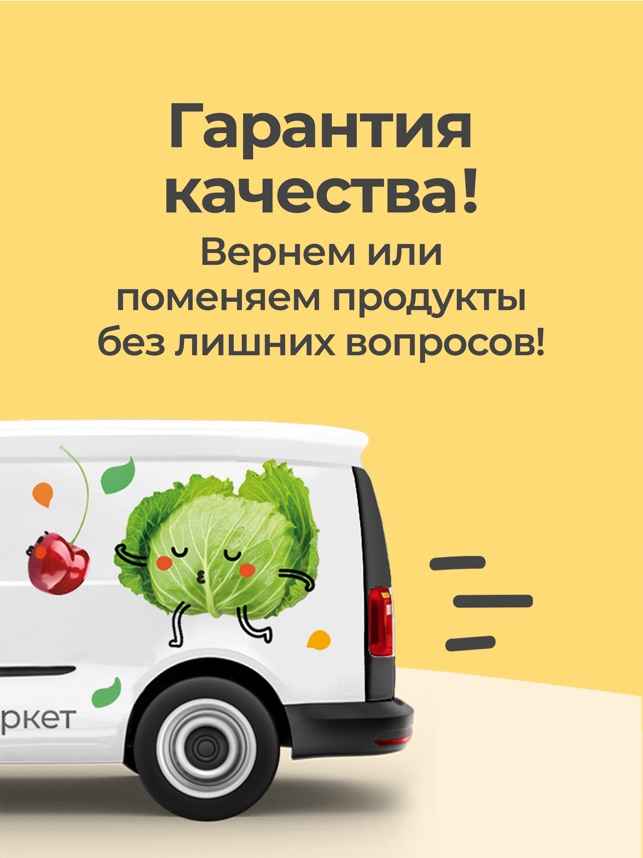 Гарантия
качества!
Вернем или
поменяем продукты
без лишних вопросов!
ркет